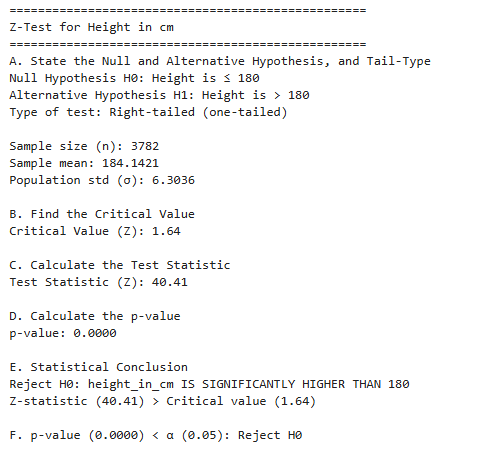 ==================================================
Z-Test for Height in cm
==================================================
A. State the Null and Alternative Hypothesis, and Tail-Type
Null Hypothesis H0: Height is ≤ 180
Alternative Hypothesis H1: Height is > 180
Type of test: Right-tailed (one-tailed)

Sample size (n): 3782
Sample mean: 184.1421
Population std (σ): 6.3036

B. Find the Critical Value
Critical Value (Z): 1.64

C. Calculate the Test Statistic
Test Statistic (Z): 40.41

D. Calculate the p-value
p-value: 0.0000

E. Statistical Conclusion
Reject H0: height_in_cm IS SIGNIFICANTLY HIGHER THAN 180
Z-statistic (40.41) > Critical value (1.64)

F. p-value (0.0000) < α (0.05): Reject H0